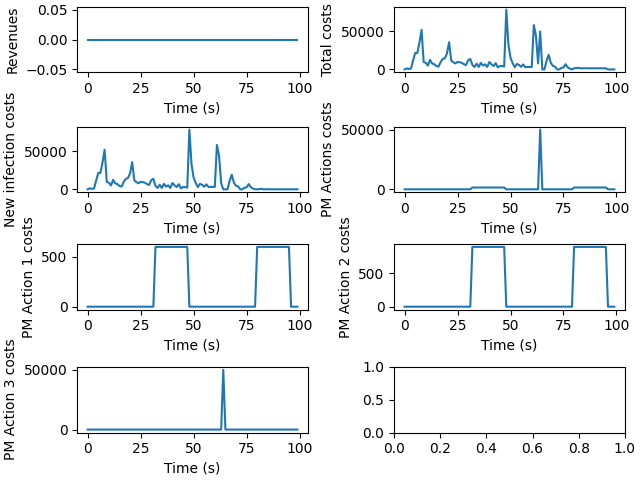 Revenues
0.05
0.00
−0.05
0 25 50 75 100
Time (s)
Total costs
50000
0
0 25 50 75 100
Time (s)
New infection costs
50000
0
0 25 50 75 100
Time (s)
PM Actions costs
50000
0
0 25 50 75 100
Time (s)
PM Action 1 costs
500
0
0 25 50 75 100
Time (s)
PM Action 2 costs
500
0
0 25 50 75 100
Time (s)
PM Action 3 costs
50000
0
0 25 50 75 100
Time (s)
1.0
0.5
0.0
0.0 0.2 0.4 0.6 0.8 1.0